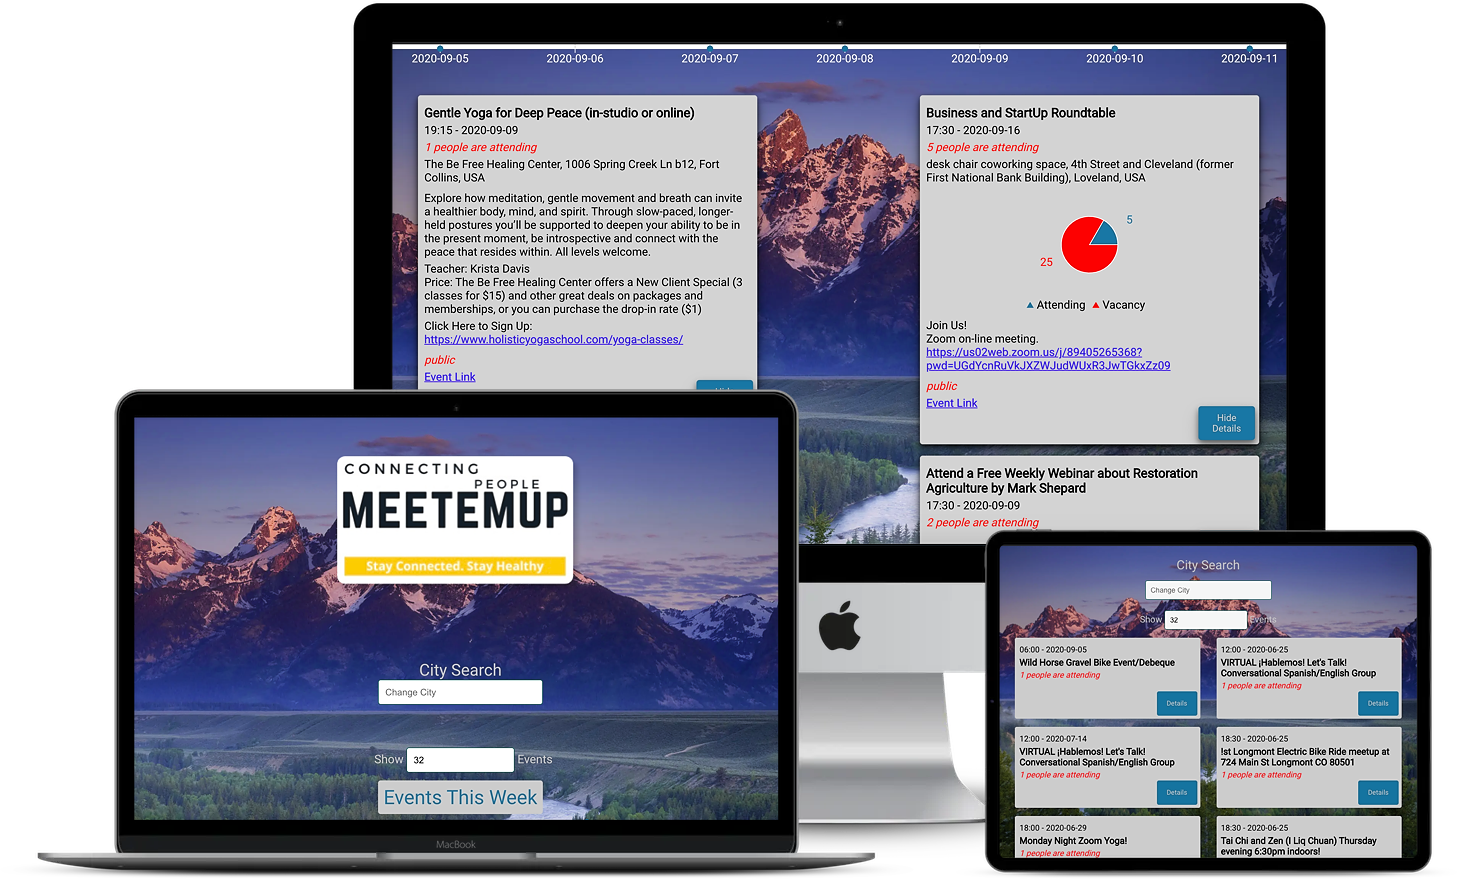 2020-09-05
2020-09-06
2020-09-07
2020-09-08
2020-09-09
2020-09-10
2020-09-11
Gentle Yoga for Deep Peace (in-studio or online)
19:15 - 2020-09-09
1 people are attending
The Be Free Healing Center, 1006 Spring Creek Ln b12, Fort
Collins, USA
Explore how meditation, gentle movement and breath can invite
a healthier body, mind, and spirit. Through slow-paced, longer-
held postures you'll be supported to deepen your ability to be in
the present moment, be introspective and connect with the
peace that resides within. All levels welcome.
Teacher: Krista Davis
Price: The Be Free Healing Center offers a New Client Special (3
classes for $15) and other great deals on packages and
memberships, or you can purchase the drop-in rate ($1)
Click Here to Sign Up:
https://www.holisticyogaschool.com/yoga-classes/
public
Event Link
Business and StartUp Roundtable
17:30 - 2020-09-16
5 people are attending
desk chair coworking space, 4th Street and Cleveland (former
First National Bank Building), Loveland, USA
5
25
Attending
Vacancy
Join Us!
Zoom on-line meeting.
https://us02web.zoom.us/j/89405265368?
pwd=UGdYcnRuVkJXZWJudWUxR3JwTGkxZz09
public
Event Link
Hide
Details
Attend a Free Weekly Webinar about Restoration
Agriculture by Mark Shepard
17:30 - 2020-09-09
2 people are attending
CONNECTING
PEOPLE
MEETEMUP
Stay Connected. Stay Healthy
City Search
Change City
Show 32 Events
Events This Week
MacBook
City Search
Change City
Show 32 Events
06:00 - 2020-09-05
Wild Horse Gravel Bike Event/Debeque
1 people are attending
Details
12:00 - 2020-06-25
VIRTUAL ¡Hablemos! Let's Talk!
Conversational Spanish/English Group
1 people are attending
Details
12:00 - 2020-07-14
VIRTUAL ¡Hablemos! Let's Talk!
Conversational Spanish/English Group
1 people are attending
Details
18:30 - 2020-06-25
!st Longmont Electric Bike Ride meetup at
724 Main St Longmont CO 80501
1 people are attending
Details
18:00 - 2020-06-29
Monday Night Zoom Yoga!
1 people are attending
18:30 - 2020-06-25
Tai Chi and Zen (I Liq Chuan) Thursday
evening 6:30pm indoors!